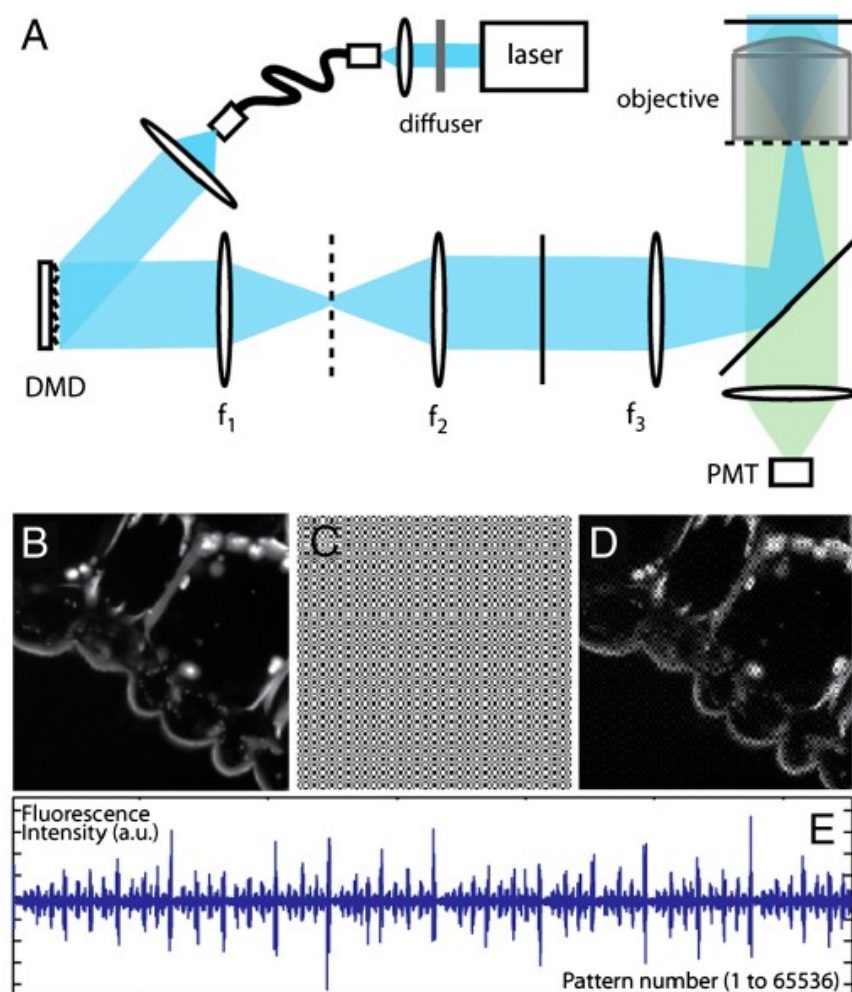 A
laser
diffuser
objective
DMD
f₁
f₂
f₃
PMT
B
C
D
Fluorescence
Intensity (a.u.)
E
Pattern number (1 to 65536)